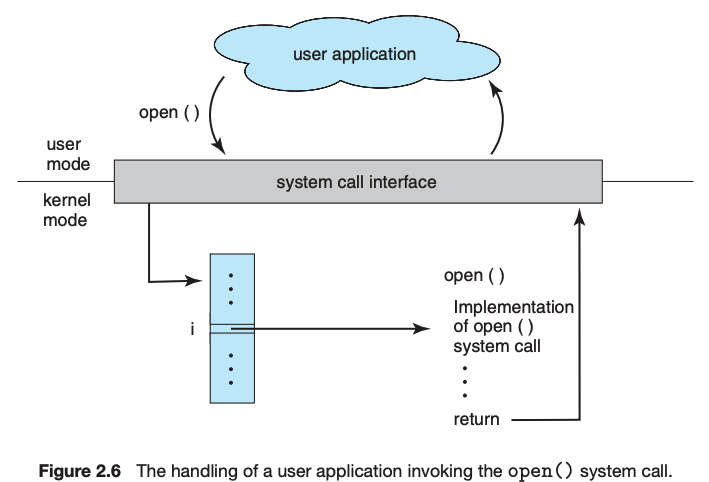 user application
open ( )
user
mode
system call interface
kernel
mode
open ( )
i
Implementation
of open ( )
system call
return
Figure 2.6 The handling of a user application invoking the open() system call.